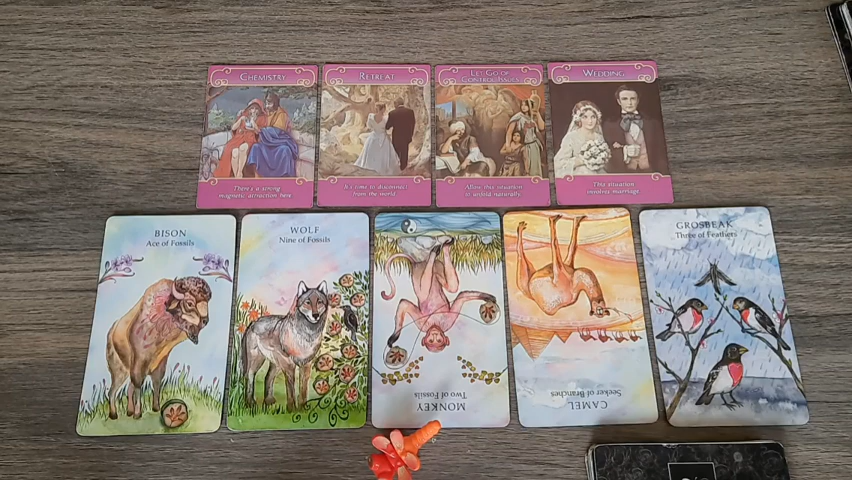 CHEMISTRY
There's a strong
magnetic attraction here.
RETREAT
It's time to disconnect
from the world.
LET GO OF
CONTROL ISSUES
Allow this situation
to unfold naturally.
WEDDING
This situation
involves marriage.
BISON
Ace of Fossils
WOLF
Nine of Fossils
MONKEY
Two of Fossils
CAMEL
Seeker of Branches
GROSBEAK
Three of Feathers